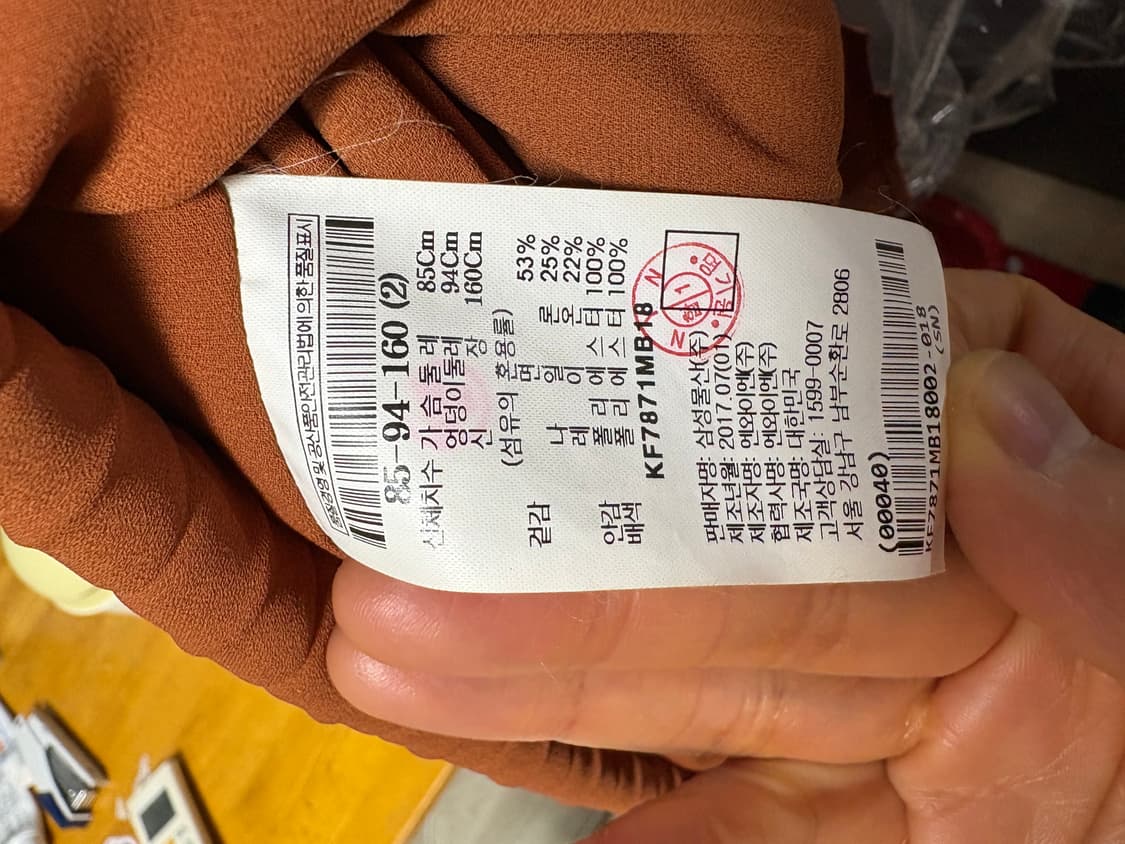 품질경영 및 공산품안전관리법에 의한 품질표시
85-94-160 (2)
신체치수 가슴둘레 85Cm
엉덩이둘레 94Cm
신장 160Cm
(섬유의 혼용율)
겉감 면 53%
나일론 25%
레이온 22%
안감 폴리에스터 100%
배색 폴리에스터 100%
KF7871MB18
판매자명: 삼성물산(주)
제조년월: 2017.07(01)
제조자명: 엔와이엔(주)
협력사명: 엔와이엔(주)
제조국명: 대한민국
고객상담실: 1599-0007
서울 강남구 남부순환로 2806
(00040)
KF7871MB18002-018
(SN)